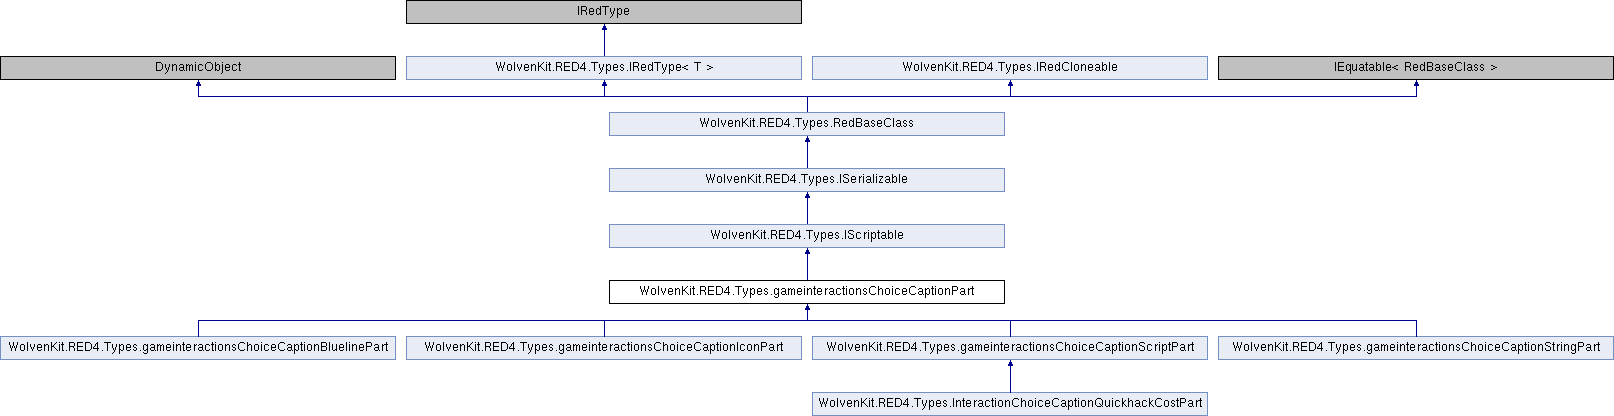 IRedType
DynamicObject
WolvenKit.RED4.Types.IRedType< T >
WolvenKit.RED4.Types.IRedCloneable
IEquatable< RedBaseClass >
WolvenKit.RED4.Types.RedBaseClass
WolvenKit.RED4.Types.ISerializable
WolvenKit.RED4.Types.IScriptable
WolvenKit.RED4.Types.gameinteractionsChoiceCaptionPart
WolvenKit.RED4.Types.gameinteractionsChoiceCaptionBluelinePart
WolvenKit.RED4.Types.gameinteractionsChoiceCaptionIconPart
WolvenKit.RED4.Types.gameinteractionsChoiceCaptionScriptPart
WolvenKit.RED4.Types.gameinteractionsChoiceCaptionStringPart
WolvenKit.RED4.Types.InteractionChoiceCaptionQuickhackCostPart